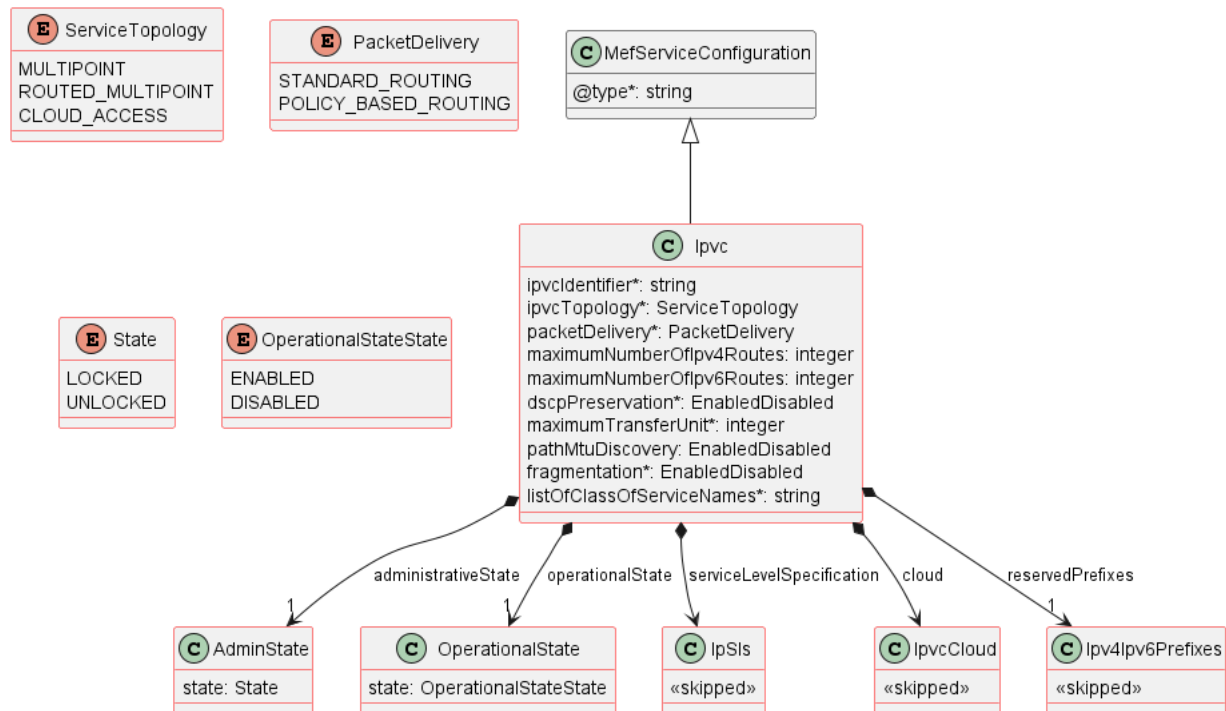 E ServiceTopology
MULTIPOINT
ROUTED_MULTIPOINT
CLOUD_ACCESS
E PacketDelivery
STANDARD_ROUTING
POLICY_BASED_ROUTING
C MefServiceConfiguration
@type*: string
C Ipvc
ipvcIdentifier*: string
ipvcTopology*: ServiceTopology
packetDelivery*: PacketDelivery
maximumNumberOfIpv4Routes: integer
maximumNumberOfIpv6Routes: integer
dscpPreservation*: EnabledDisabled
maximumTransferUnit*: integer
pathMtuDiscovery: EnabledDisabled
fragmentation*: EnabledDisabled
listOfClassOfServiceNames*: string
E State
LOCKED
UNLOCKED
E OperationalStateState
ENABLED
DISABLED
administrativeState
operationalState
serviceLevelSpecification
cloud
reservedPrefixes
1
1
1
C AdminState
state: State
C OperationalState
state: OperationalStateState
C IpSls
«skipped»
C IpvcCloud
«skipped»
C Ipv4Ipv6Prefixes
«skipped»